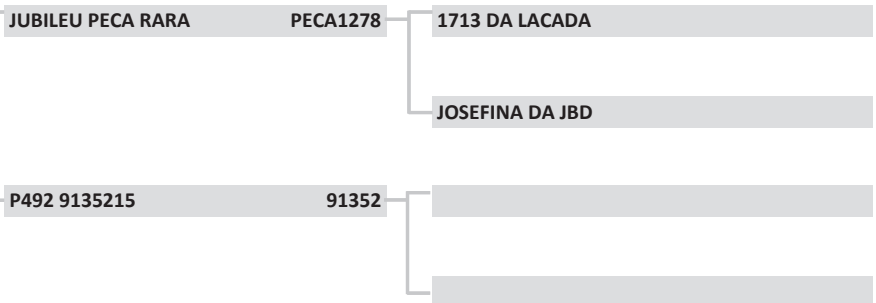 JUBILEU PECA RARA PECA1278
1713 DA LACADA
JOSEFINA DA JBD
P492 9135215 91352